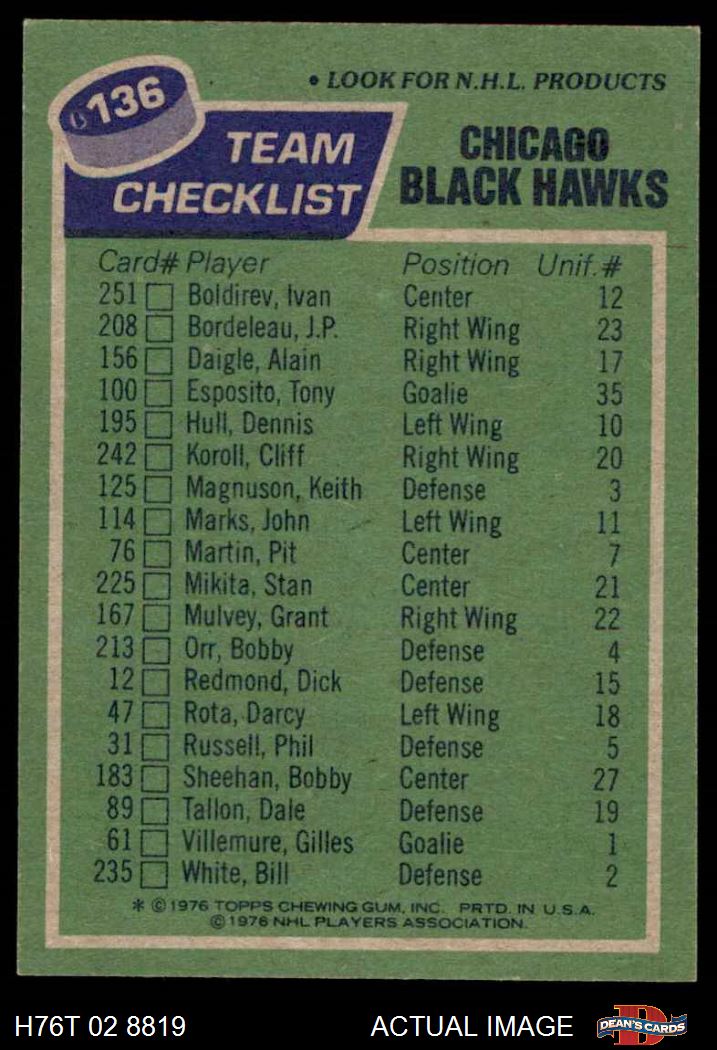 • LOOK FOR N.H.L. PRODUCTS
136
TEAM CHECKLIST
CHICAGO BLACK HAWKS
Card# Player Position Unif.#
251 Boldirev, Ivan Center 12
208 Bordeleau, J.P. Right Wing 23
156 Daigle, Alain Right Wing 17
100 Esposito, Tony Goalie 35
195 Hull, Dennis Left Wing 10
242 Koroll, Cliff Right Wing 20
125 Magnuson, Keith Defense 3
114 Marks, John Left Wing 11
76 Martin, Pit Center 7
225 Mikita, Stan Center 21
167 Mulvey, Grant Right Wing 22
213 Orr, Bobby Defense 4
12 Redmond, Dick Defense 15
47 Rota, Darcy Left Wing 18
31 Russell, Phil Defense 5
183 Sheehan, Bobby Center 27
89 Tallon, Dale Defense 19
61 Villemure, Gilles Goalie 1
235 White, Bill Defense 2
* ©1976 TOPPS CHEWING GUM, INC. PRTD. IN U.S.A.
©1976 NHL PLAYERS ASSOCIATION.
H76T 02 8819 ACTUAL IMAGE DEAN'S CARDS